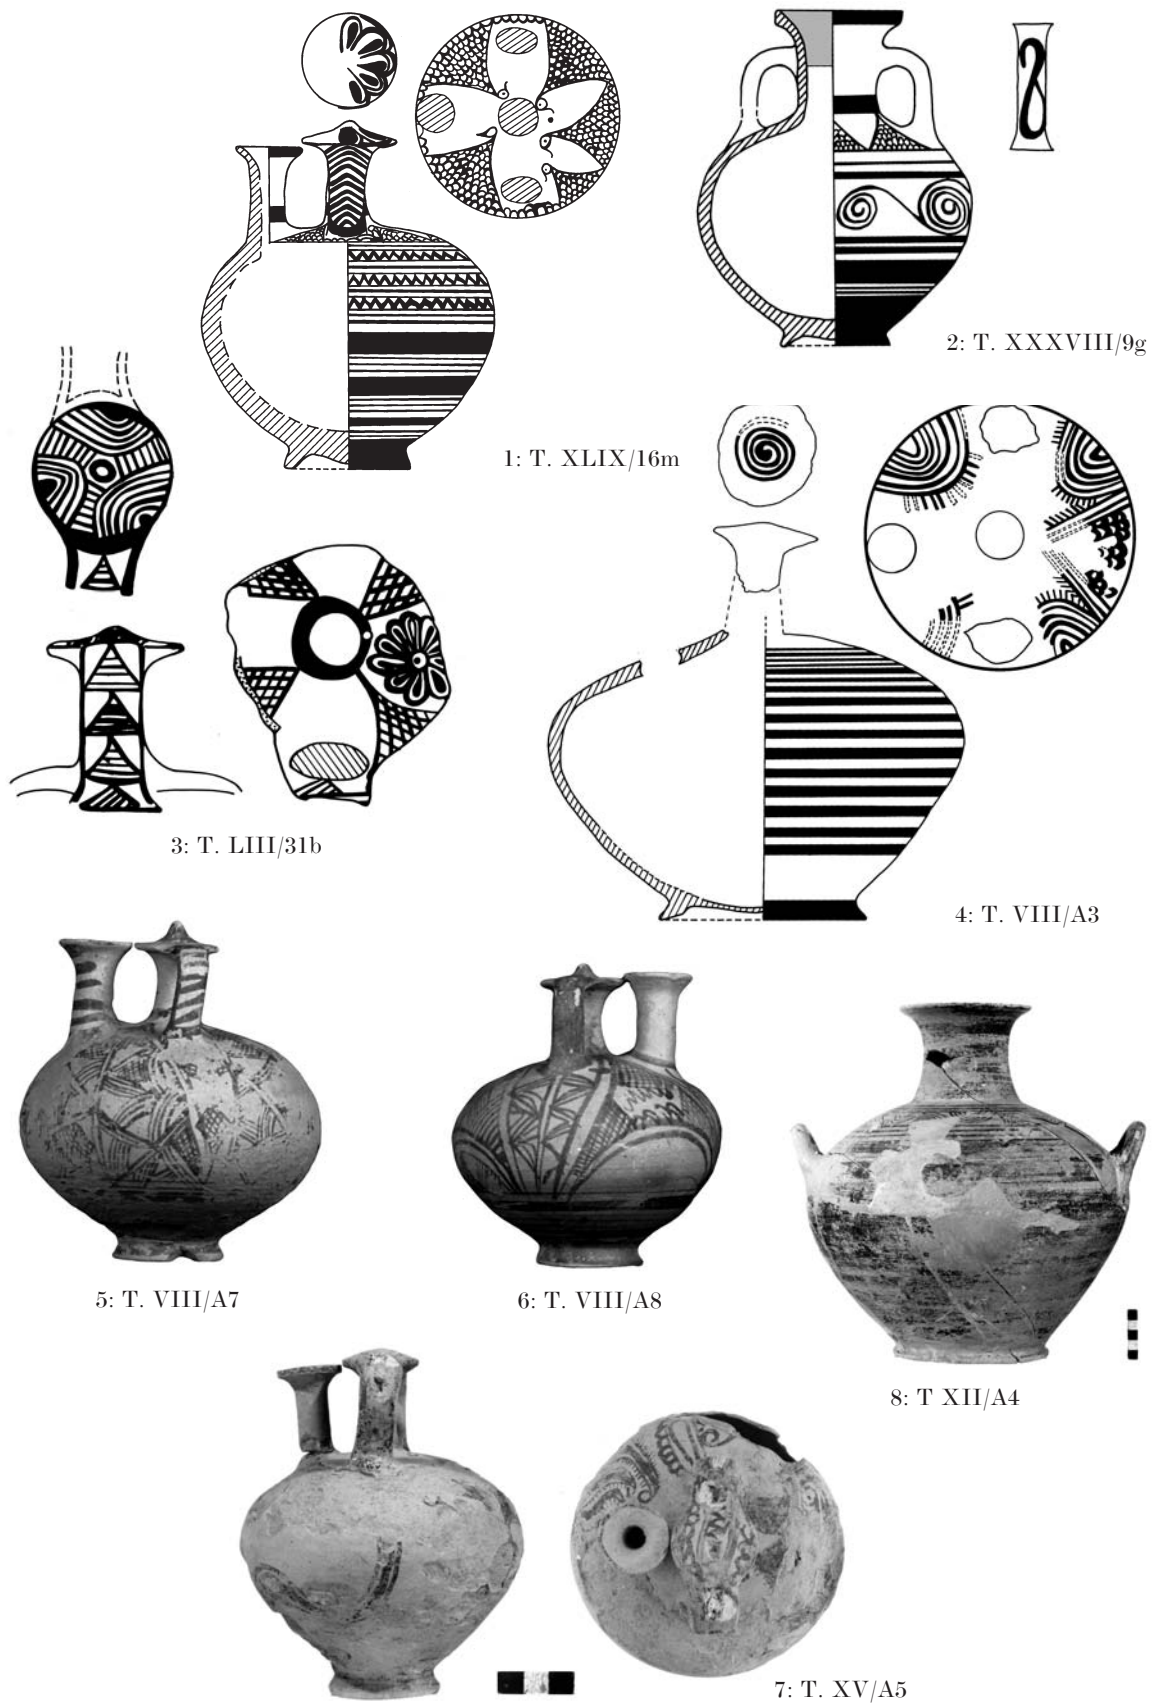 2: T. XXXVIII/9g
1: T. XLIX/16m
3: T. LIII/31b
4: T. VIII/A3
5: T. VIII/A7
6: T. VIII/A8
8: T XII/A4
7: T. XV/A5